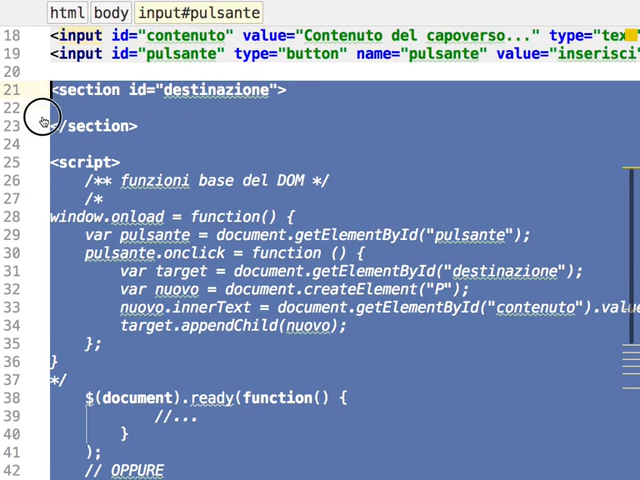 html body input#pulsante
18 <input id="contenuto" value="Contenuto del capoverso..." type="tex
19 <input id="pulsante" type="button" name="pulsante" value="inserisci"
20
21 <section id="destinazione">
22
23 </section>
24
25 <script>
26 /** funzioni base del DOM */
27 /*
28 window.onload = function() {
29 var pulsante = document.getElementById("pulsante");
30 pulsante.onclick = function () {
31 var target = document.getElementById("destinazione");
32 var nuovo = document.createElement("P");
33 nuovo.innerText = document.getElementById("contenuto").valu
34 target.appendChild(nuovo);
35 };
36 }
37 */
38 $(document).ready(function() {
39 //...
40 }
41 );
42 // OPPURE